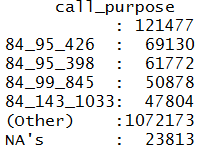 call_purpose
: 121477
84_95_426 : 69130
84_95_398 : 61772
84_99_845 : 50878
84_143_1033: 47804
(Other) :1072173
NA's : 23813